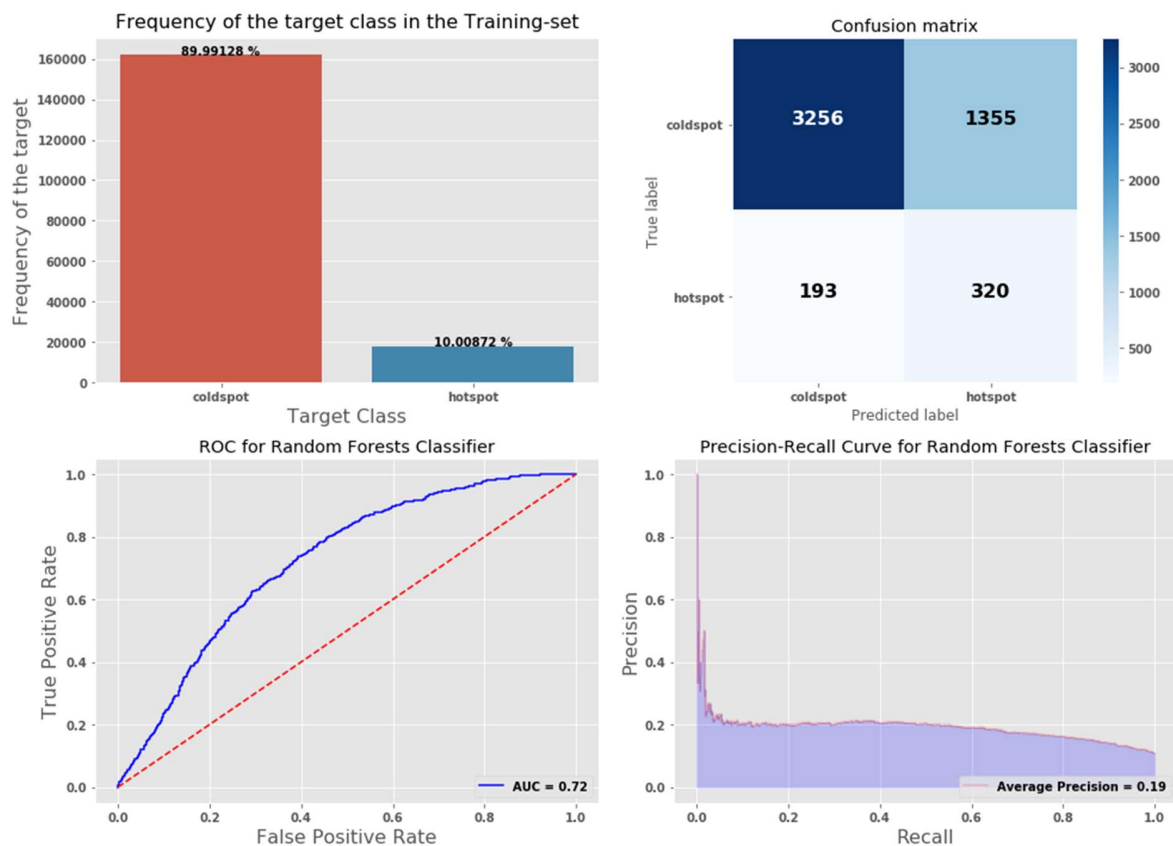 Frequency of the target class in the Training-set
Frequency of the target
160000
140000
120000
100000
80000
60000
40000
20000
0
89.99128 %
10.00872 %
coldspot
hotspot
Target Class
Confusion matrix
True label
coldspot
hotspot
3256
1355
193
320
coldspot
hotspot
Predicted label
3000
2500
2000
1500
1000
500
ROC for Random Forests Classifier
True Positive Rate
1.0
0.8
0.6
0.4
0.2
0.0
AUC = 0.72
0.0
0.2
0.4
0.6
0.8
1.0
False Positive Rate
Precision-Recall Curve for Random Forests Classifier
Precision
1.0
0.8
0.6
0.4
0.2
0.0
Average Precision = 0.19
0.0
0.2
0.4
0.6
0.8
1.0
Recall